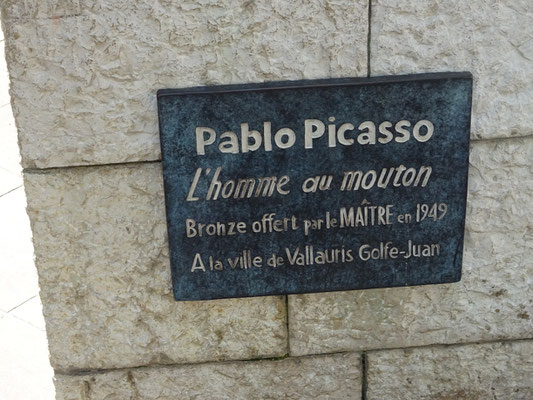 Pablo Picasso
L'homme au mouton
Bronze offert par le MAÎTRE en 1949
A la ville de Vallauris Golfe-Juan